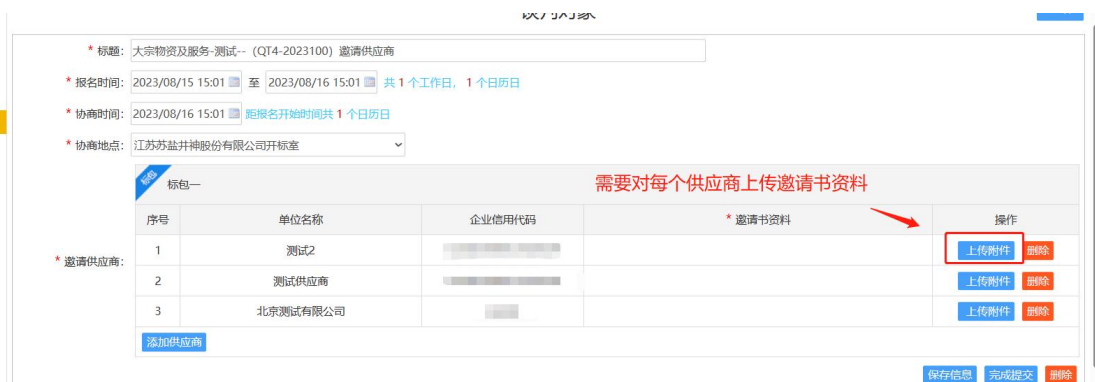 谈判对象
* 标题: 大宗物资及服务-测试-- (QT4-2023100) 邀请供应商
* 报名时间: 2023/08/15 15:01 至 2023/08/16 15:01 共 1 个工作日, 1 个日历日
* 协商时间: 2023/08/16 15:01 距报名开始时间共 1 个日历日
* 协商地点: 江苏苏盐井神股份有限公司开标室
标包 标包一 需要对每个供应商上传邀请书资料
序号 单位名称 企业信用代码 * 邀请书资料 操作
* 邀请供应商:
1 测试2 上传附件 删除
2 测试供应商 上传附件 删除
3 北京测试有限公司 上传附件 删除
添加供应商
保存信息 完成提交 删除